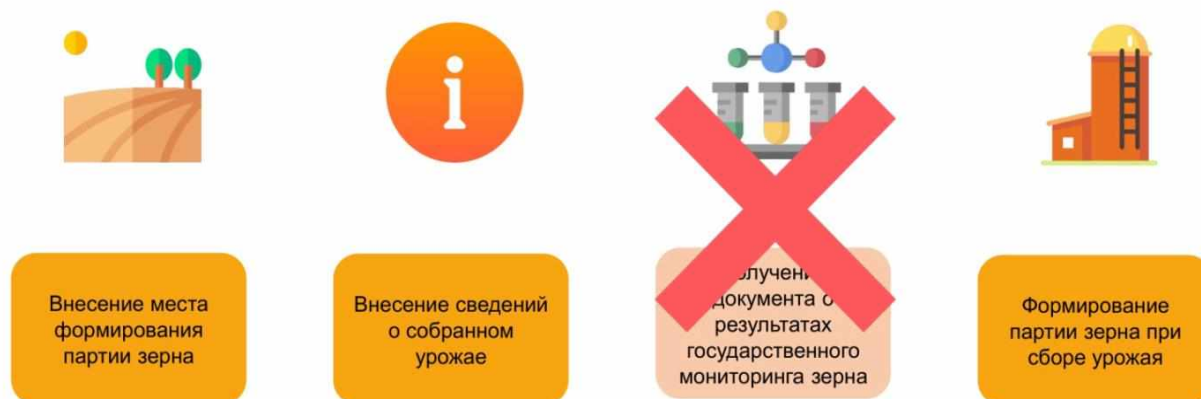 Внесение места
формирования
партии зерна
Внесение сведений
о собранном
урожае
документа
результатах
государственного
мониторинга зерна
Формирование
партии зерна при
сборе урожая
i